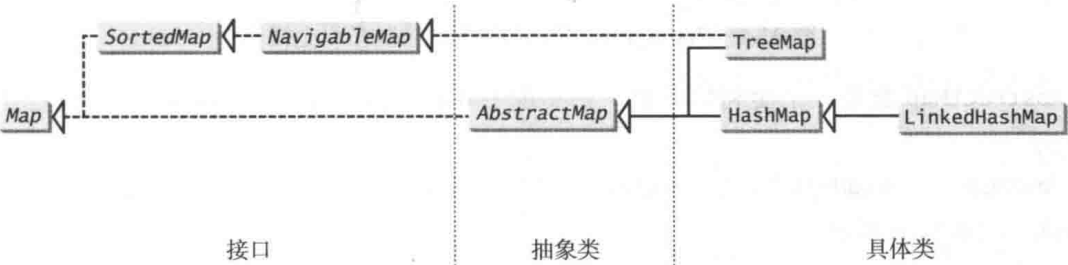 SortedMap NavigableMap TreeMap
Map AbstractMap HashMap LinkedHashMap
接口 抽象类 具体类